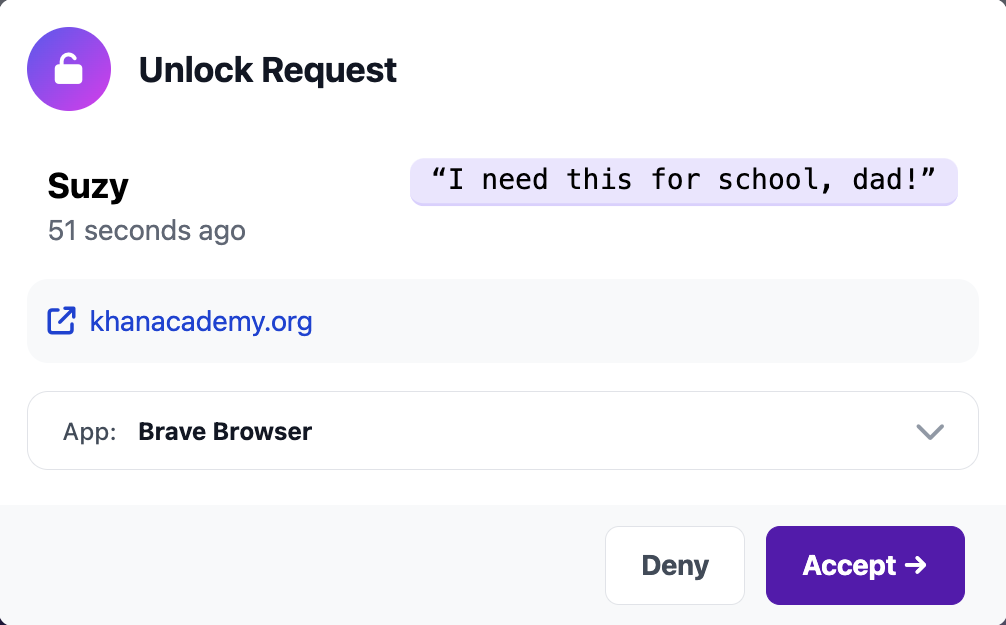 Unlock Request
Suzy
“I need this for school, dad!”
51 seconds ago
khanacademy.org
App: Brave Browser
Deny
Accept →